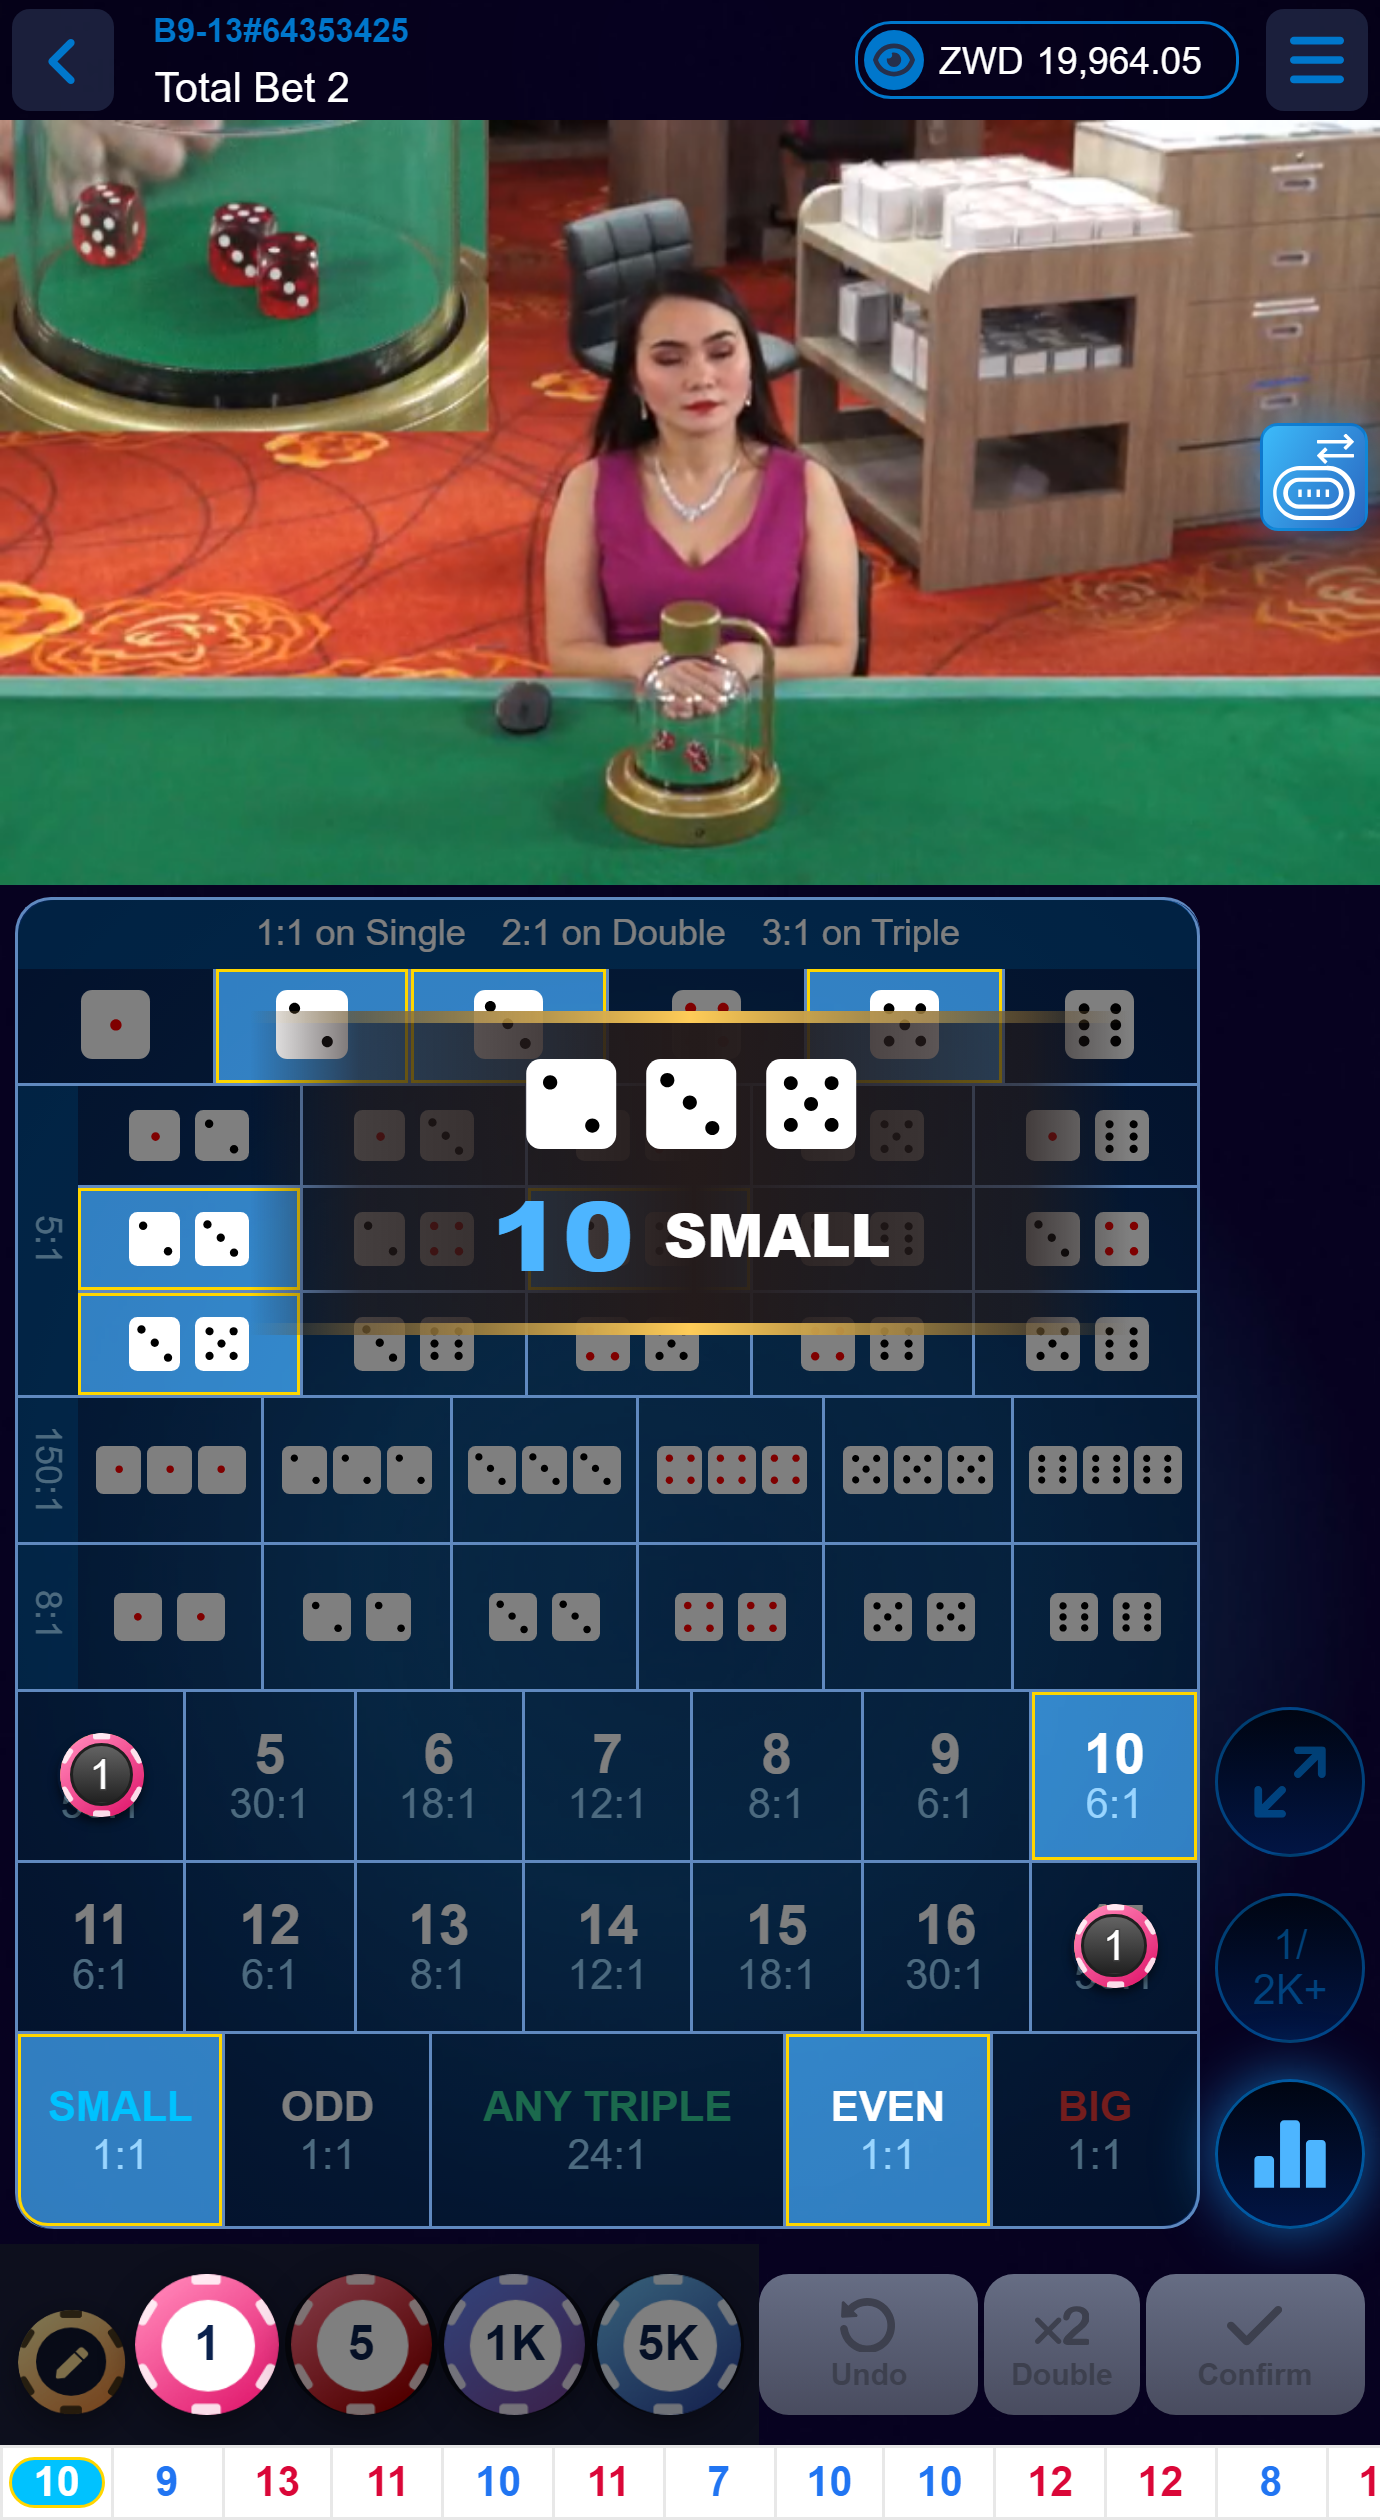 B9-13#64353425
Total Bet 2
ZWD 19,964.05
1:1 on Single 2:1 on Double 3:1 on Triple
10 SMALL
5:1
150:1
8:1
1 5 6 7 8 9 10
30:1 18:1 12:1 8:1 6:1 6:1
11 12 13 14 15 16 1
6:1 6:1 8:1 12:1 18:1 30:1
SMALL ODD ANY TRIPLE EVEN BIG
1:1 1:1 24:1 1:1 1:1
1/
2K+
1 5 1K 5K
x2
Undo Double Confirm
10 9 13 11 10 11 7 10 10 12 12 8